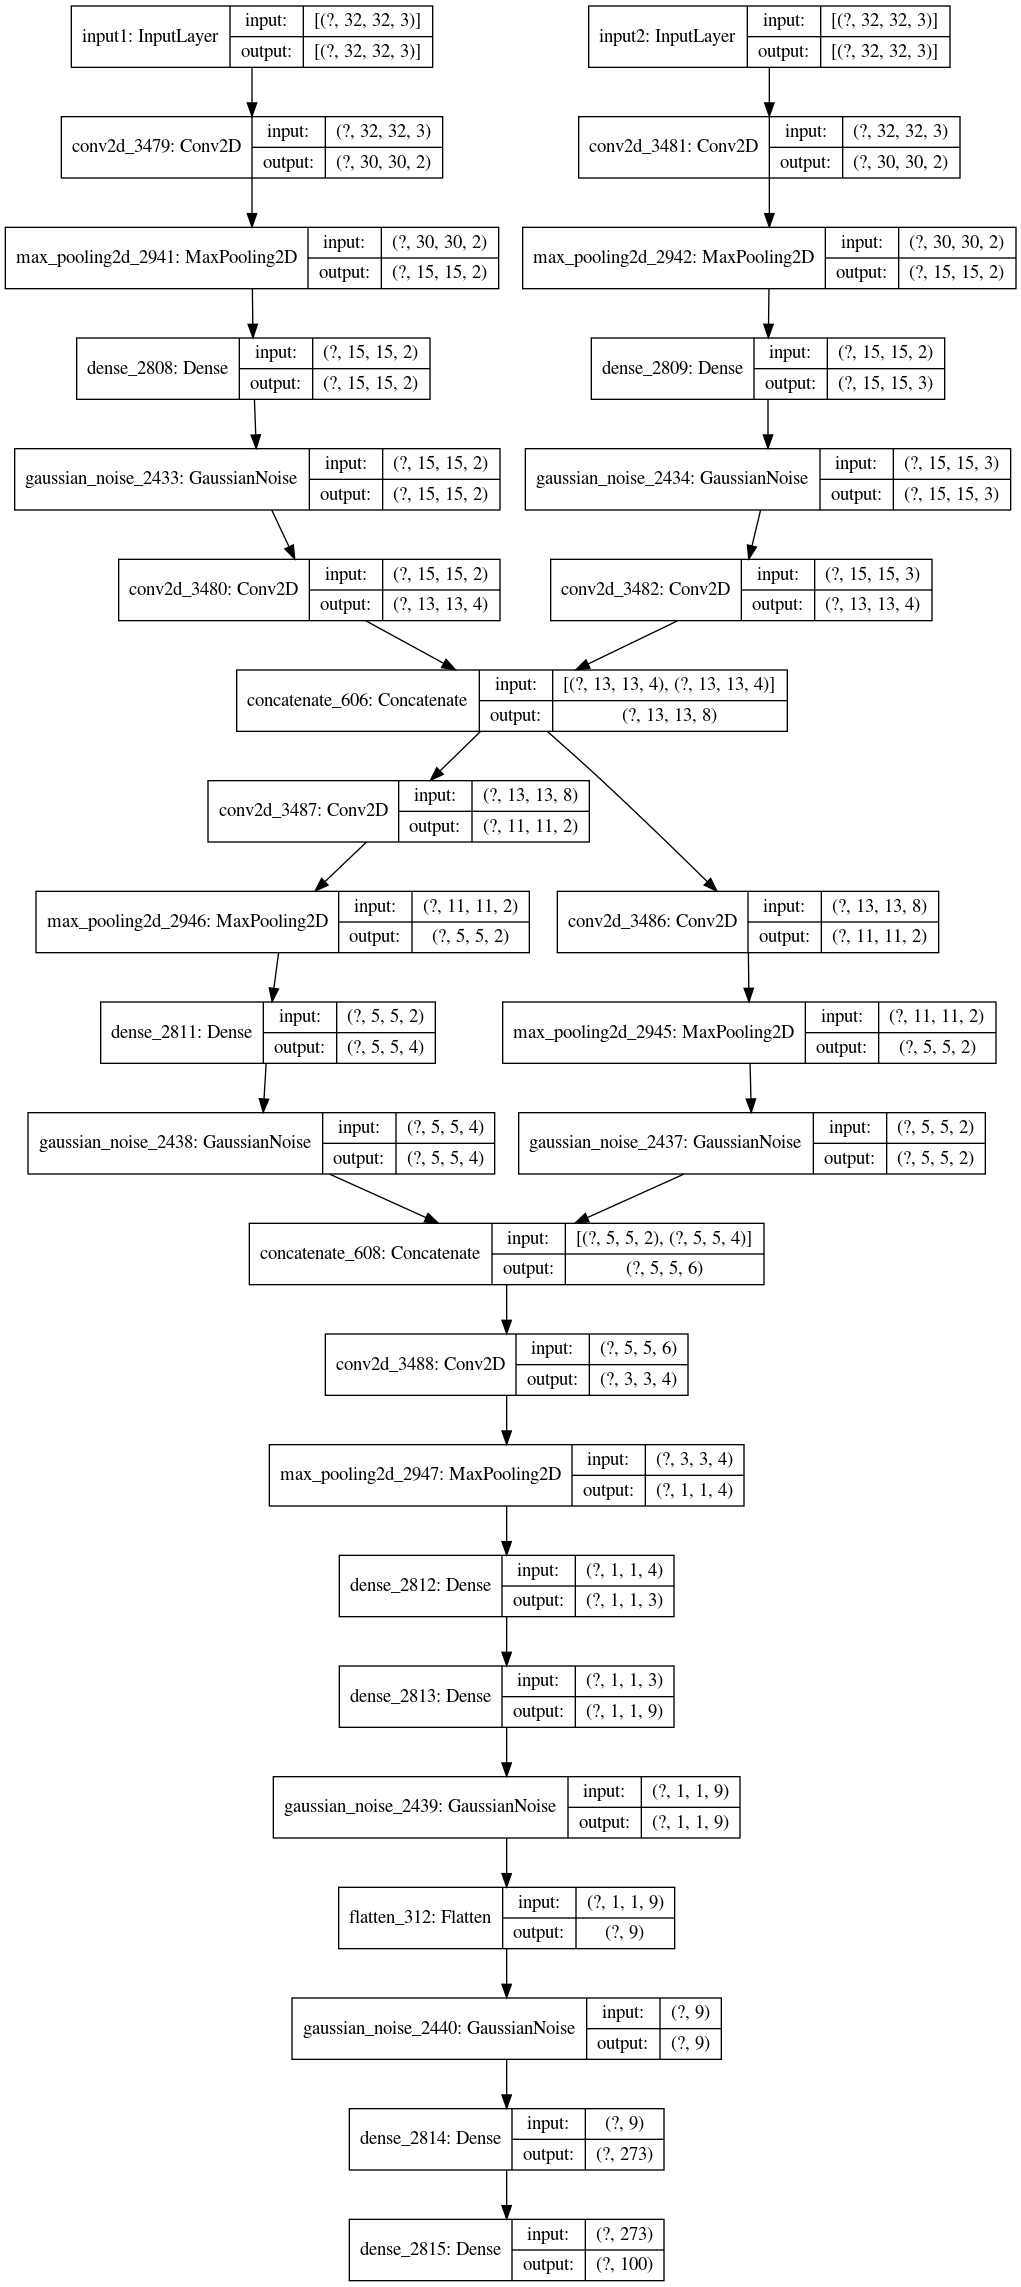 input1: InputLayer
input: [(?, 32, 32, 3)]
output: [(?, 32, 32, 3)]
input2: InputLayer
input: [(?, 32, 32, 3)]
output: [(?, 32, 32, 3)]
conv2d_3479: Conv2D
input: (?, 32, 32, 3)
output: (?, 30, 30, 2)
conv2d_3481: Conv2D
input: (?, 32, 32, 3)
output: (?, 30, 30, 2)
max_pooling2d_2941: MaxPooling2D
input: (?, 30, 30, 2)
output: (?, 15, 15, 2)
max_pooling2d_2942: MaxPooling2D
input: (?, 30, 30, 2)
output: (?, 15, 15, 2)
dense_2808: Dense
input: (?, 15, 15, 2)
output: (?, 15, 15, 2)
dense_2809: Dense
input: (?, 15, 15, 2)
output: (?, 15, 15, 3)
gaussian_noise_2433: GaussianNoise
input: (?, 15, 15, 2)
output: (?, 15, 15, 2)
gaussian_noise_2434: GaussianNoise
input: (?, 15, 15, 3)
output: (?, 15, 15, 3)
conv2d_3480: Conv2D
input: (?, 15, 15, 2)
output: (?, 13, 13, 4)
conv2d_3482: Conv2D
input: (?, 15, 15, 3)
output: (?, 13, 13, 4)
concatenate_606: Concatenate
input: [(?, 13, 13, 4), (?, 13, 13, 4)]
output: (?, 13, 13, 8)
conv2d_3487: Conv2D
input: (?, 13, 13, 8)
output: (?, 11, 11, 2)
max_pooling2d_2946: MaxPooling2D
input: (?, 11, 11, 2)
output: (?, 5, 5, 2)
conv2d_3486: Conv2D
input: (?, 13, 13, 8)
output: (?, 11, 11, 2)
dense_2811: Dense
input: (?, 5, 5, 2)
output: (?, 5, 5, 4)
max_pooling2d_2945: MaxPooling2D
input: (?, 11, 11, 2)
output: (?, 5, 5, 2)
gaussian_noise_2438: GaussianNoise
input: (?, 5, 5, 4)
output: (?, 5, 5, 4)
gaussian_noise_2437: GaussianNoise
input: (?, 5, 5, 2)
output: (?, 5, 5, 2)
concatenate_608: Concatenate
input: [(?, 5, 5, 2), (?, 5, 5, 4)]
output: (?, 5, 5, 6)
conv2d_3488: Conv2D
input: (?, 5, 5, 6)
output: (?, 3, 3, 4)
max_pooling2d_2947: MaxPooling2D
input: (?, 3, 3, 4)
output: (?, 1, 1, 4)
dense_2812: Dense
input: (?, 1, 1, 4)
output: (?, 1, 1, 3)
dense_2813: Dense
input: (?, 1, 1, 3)
output: (?, 1, 1, 9)
gaussian_noise_2439: GaussianNoise
input: (?, 1, 1, 9)
output: (?, 1, 1, 9)
flatten_312: Flatten
input: (?, 1, 1, 9)
output: (?, 9)
gaussian_noise_2440: GaussianNoise
input: (?, 9)
output: (?, 9)
dense_2814: Dense
input: (?, 9)
output: (?, 273)
dense_2815: Dense
input: (?, 273)
output: (?, 100)